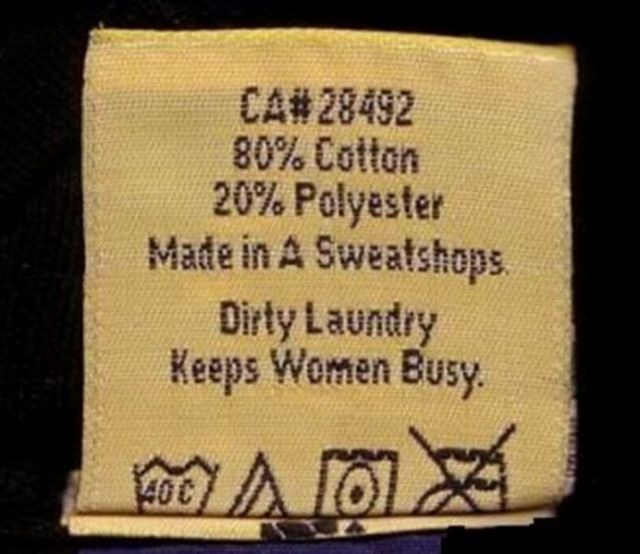 CA#28492
80% Cotton
20% Polyester
Made in A Sweatshops.
Dirty Laundry
Keeps Women Busy.
40C